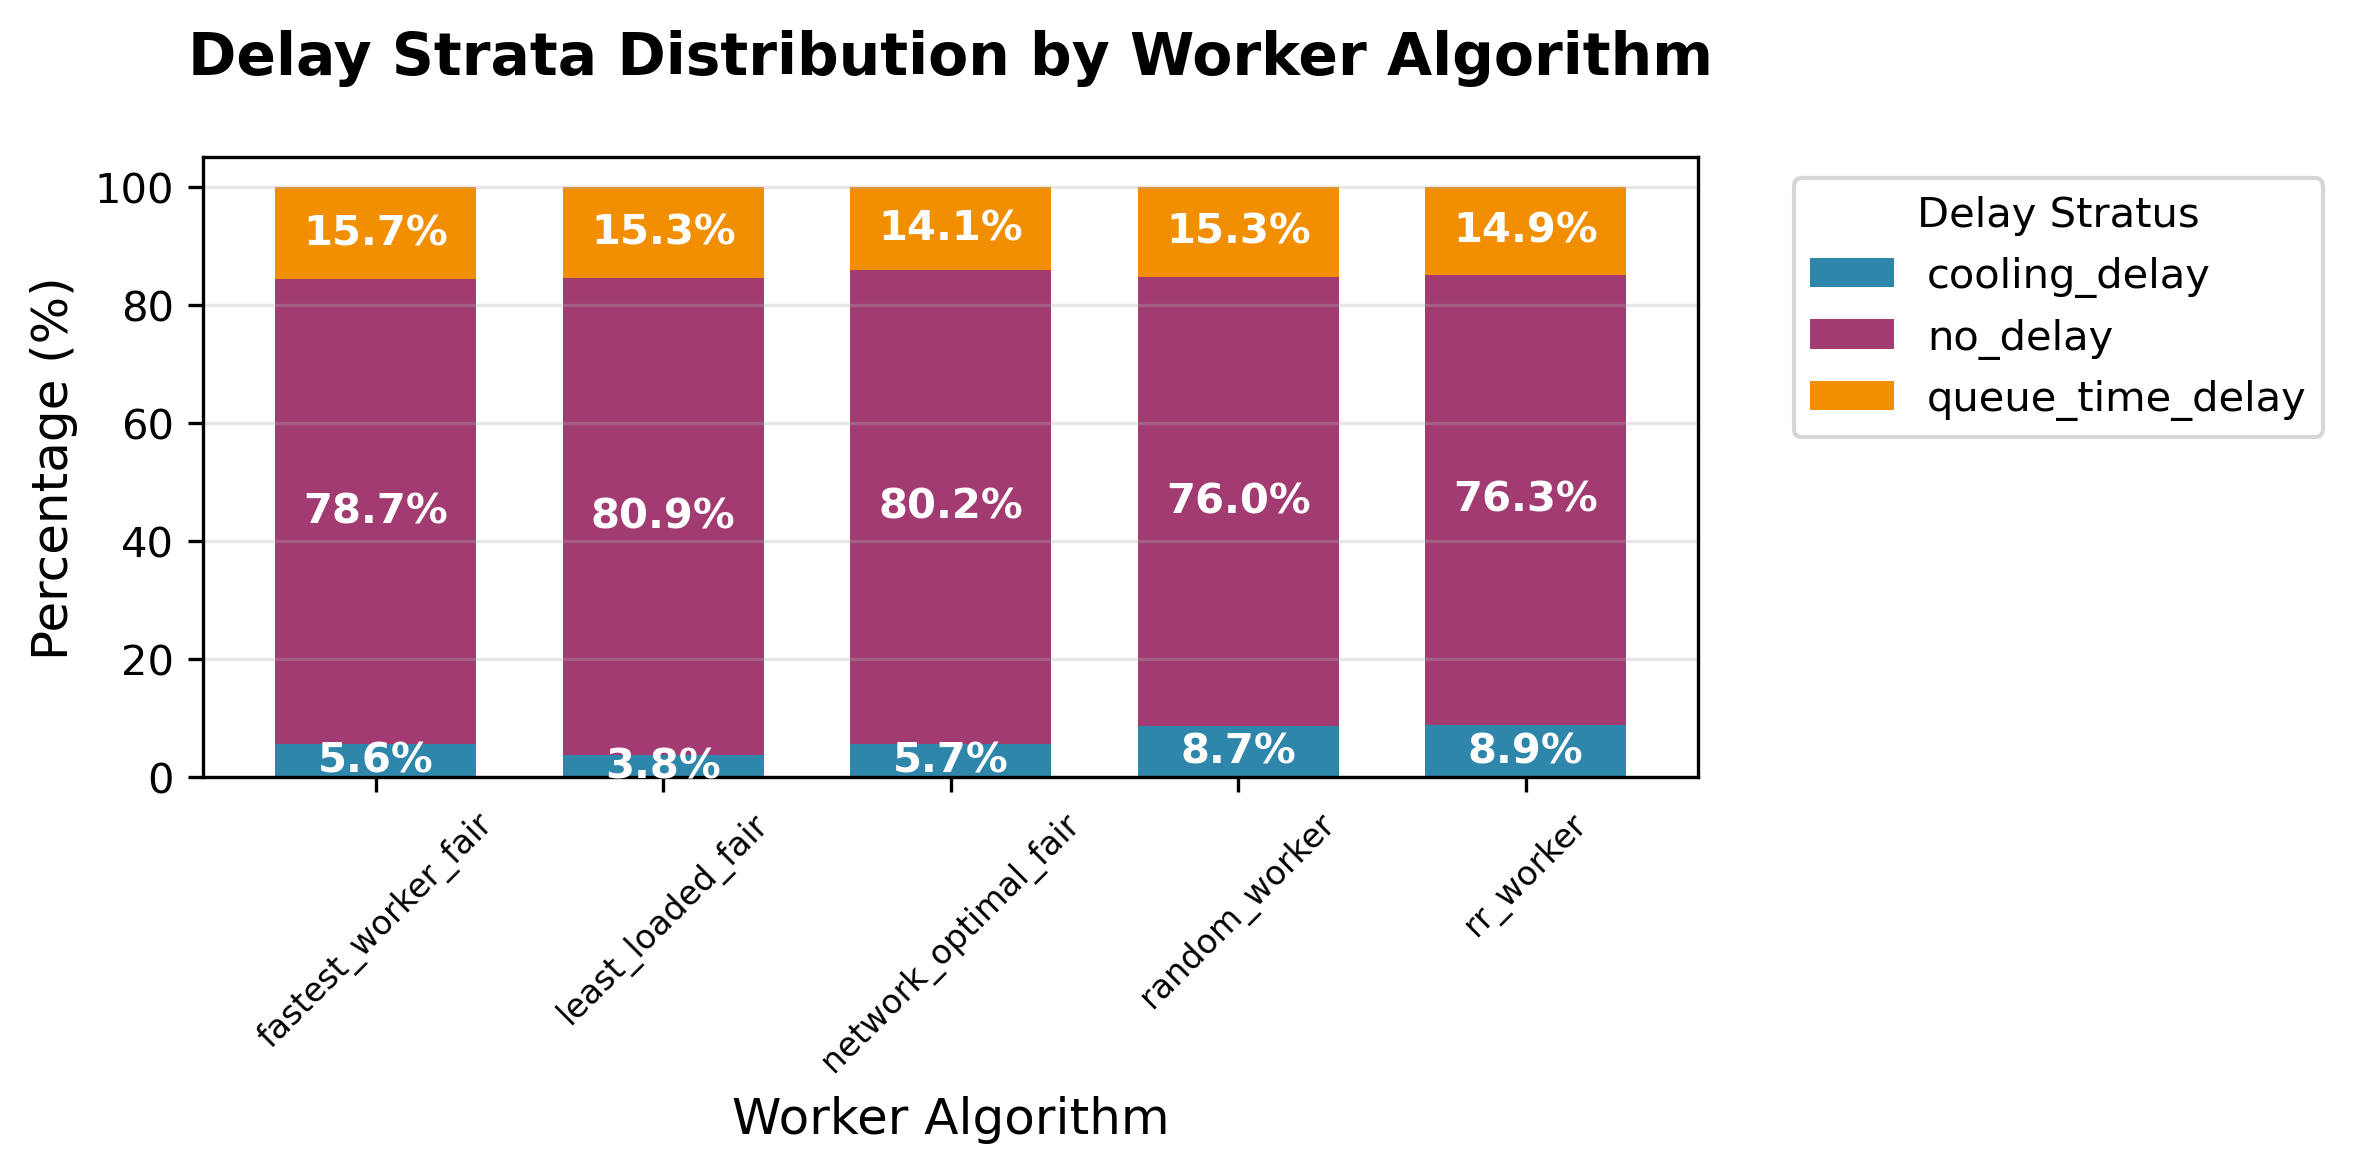 Delay Strata Distribution by Worker Algorithm
Percentage (%)
100
80
60
40
20
0
15.7%
15.3%
14.1%
15.3%
14.9%
78.7%
80.9%
80.2%
76.0%
76.3%
5.6%
3.8%
5.7%
8.7%
8.9%
fastest_worker_fair
least_loaded_fair
network_optimal_fair
random_worker
rr_worker
Worker Algorithm
Delay Stratus
cooling_delay
no_delay
queue_time_delay